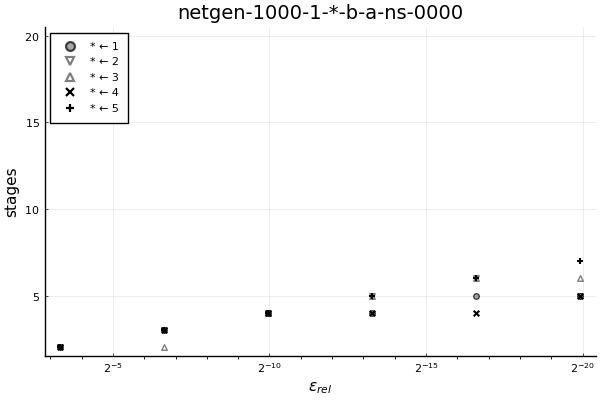 netgen-1000-1-*-b-a-ns-0000
20
15
10
5
stages
* ← 1
* ← 2
* ← 3
* ← 4
* ← 5
2⁻⁵
2⁻¹⁰
2⁻¹⁵
2⁻²⁰
ε_rel